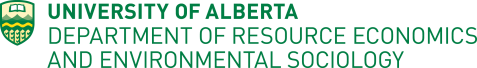 UNIVERSITY OF ALBERTA
DEPARTMENT OF RESOURCE ECONOMICS
AND ENVIRONMENTAL SOCIOLOGY